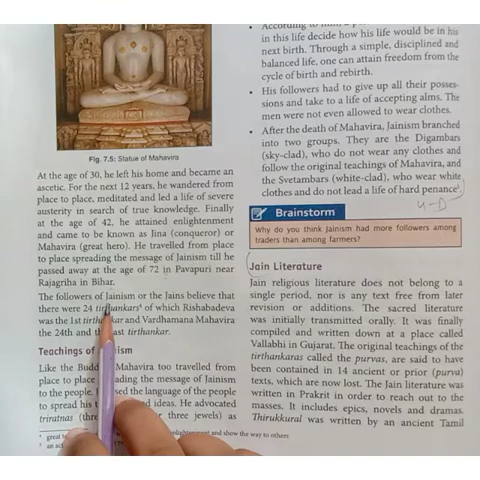 Fig. 7.5: Statue of Mahavira
At the age of 30, he left his home and became an
ascetic. For the next 12 years, he wandered from
place to place, meditated and led a life of severe
austerity in search of true knowledge. Finally
at the age of 42, he attained enlightenment
and came to be known as Jina (conqueror) or
Mahavira (great hero). He travelled from place
to place spreading the message of Jainism till he
passed away at the age of 72 in Pavapuri near
Rajagriha in Bihar.
The followers of Jainism or the Jains believe that
there were 24 tirthankars⁴ of which Rishabadeva
was the 1st tirthankar and Vardhamana Mahavira
the 24th and the last tirthankar.
Teachings of
Like the Mahavira too travelled from
place to place the message of Jainism
to the people. the language of the people
to spread his ideas. He advocated
triratnas three jewels) as
great
enlightenment and show the way to others
in this life decide how his life would be in his
next birth. Through a simple, disciplined and
balanced life, one can attain freedom from the
cycle of birth and rebirth.
• His followers had to give up all their posses-
sions and take to a life of accepting alms. The
men were not even allowed to wear clothes.
• After the death of Mahavira, Jainism branched
into two groups. They are the Digambars
(sky-clad), who do not wear any clothes and
follow the original teachings of Mahavira, and
the Svetambars (white-clad), who wear white
clothes and do not lead a life of hard penance⁵.
Brainstorm
Why do you think Jainism had more followers among
traders than among farmers?
Jain Literature
Jain religious literature does not belong to a
single period, nor is any text free from later
revision or additions. The sacred literature
was initially transmitted orally. It was finally
compiled and written down at a place called
Vallabhi in Gujarat. The original teachings of the
tirthankaras called the purvas, are said to have
been contained in 14 ancient or prior (purva)
texts, which are now lost. The Jain literature was
written in Prakrit in order to reach out to the
masses. It includes epics, novels and dramas.
Thirukkural was written by an ancient Tamil